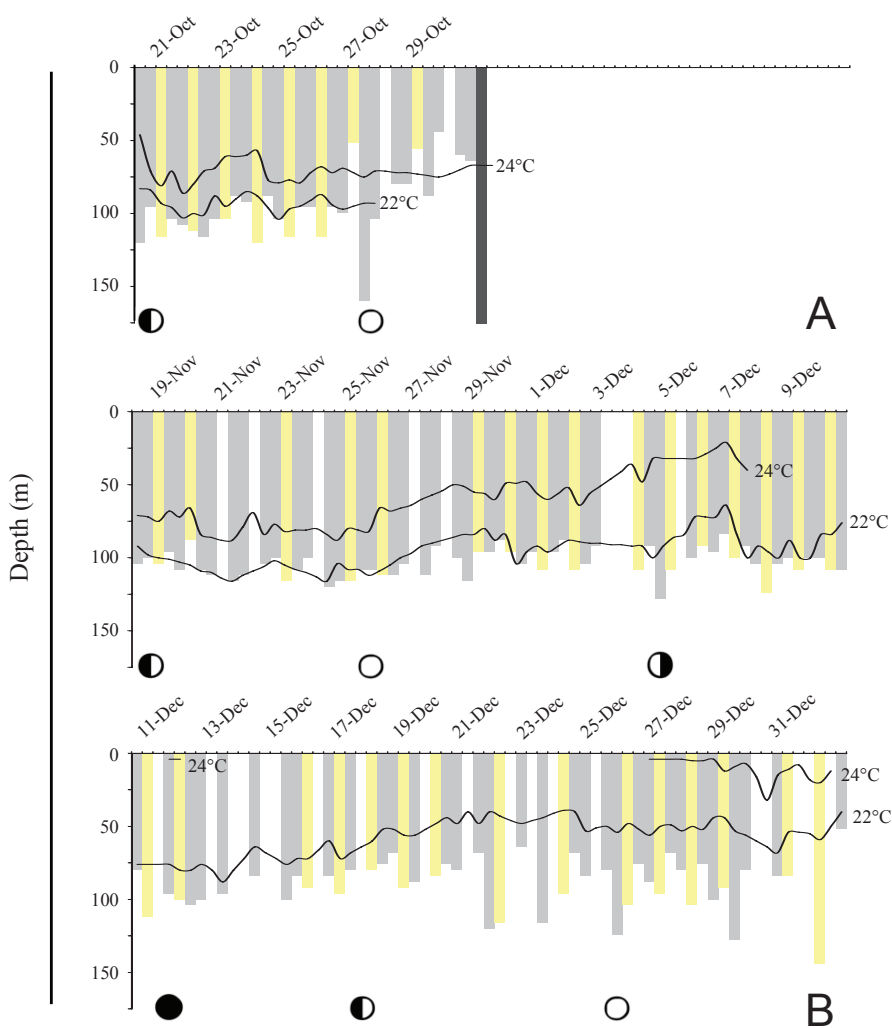 21-Oct 23-Oct 25-Oct 27-Oct 29-Oct
0
50
100
150
24°C
22°C
A
19-Nov 21-Nov 23-Nov 25-Nov 27-Nov 29-Nov 1-Dec 3-Dec 5-Dec 7-Dec 9-Dec
0
50
100
150
24°C
22°C
Depth (m)
11-Dec 13-Dec 15-Dec 17-Dec 19-Dec 21-Dec 23-Dec 25-Dec 27-Dec 29-Dec 31-Dec
0
50
100
150
24°C
24°C
22°C
B